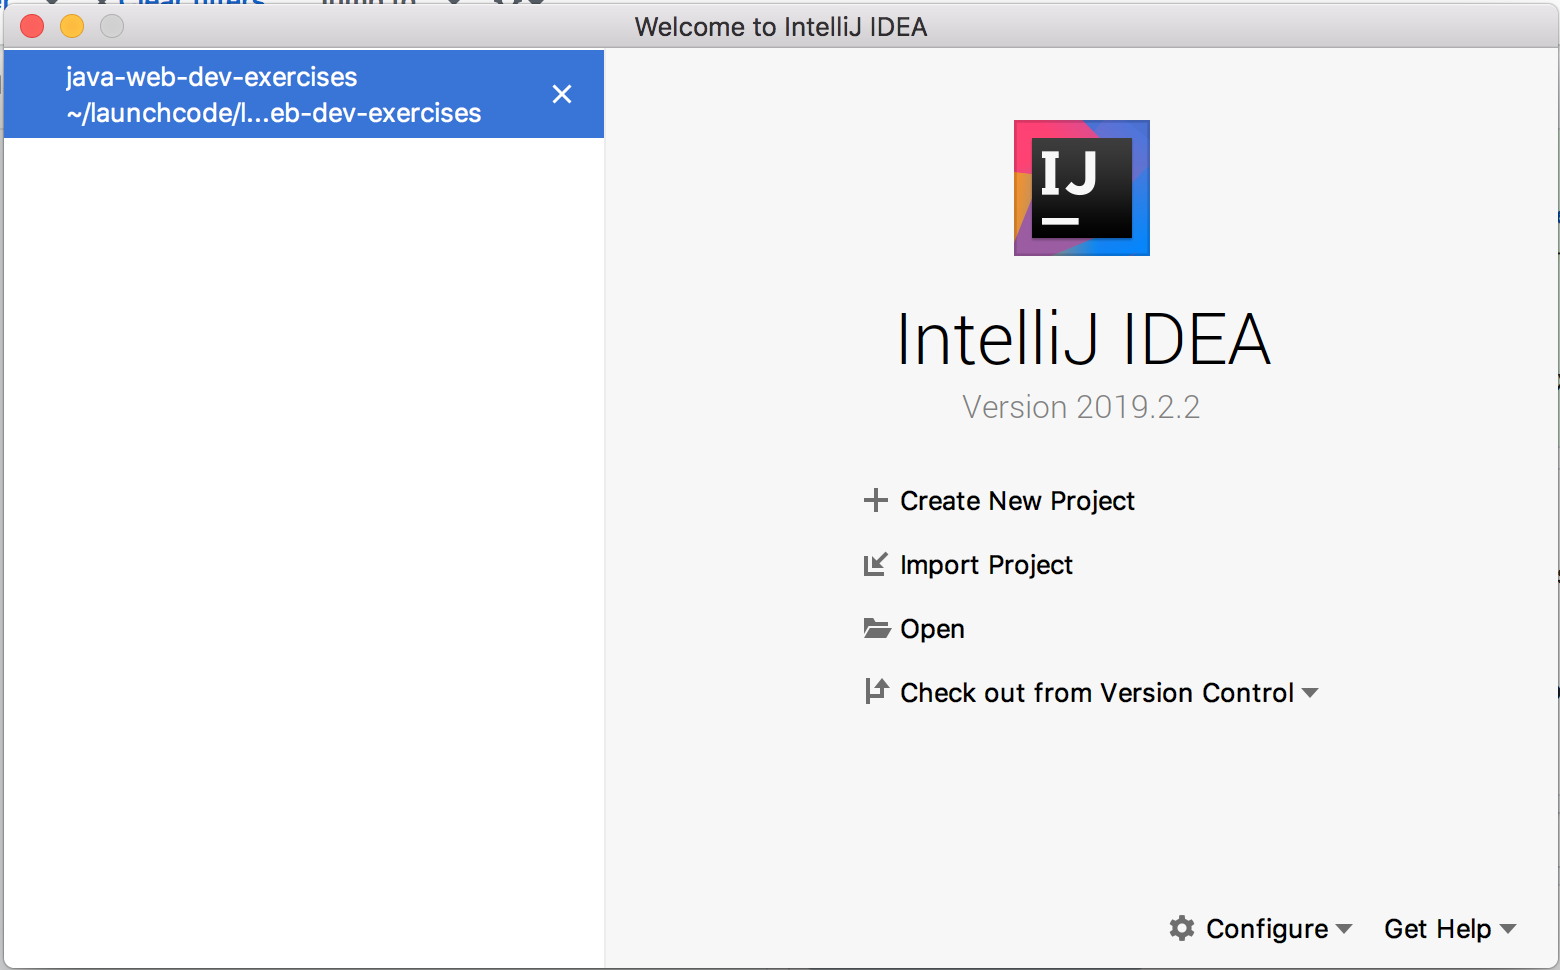 Welcome to IntelliJ IDEA
java-web-dev-exercises
~/launchcode/l...eb-dev-exercises
IJ
IntelliJ IDEA
Version 2019.2.2
Create New Project
Import Project
Open
Check out from Version Control
Configure
Get Help